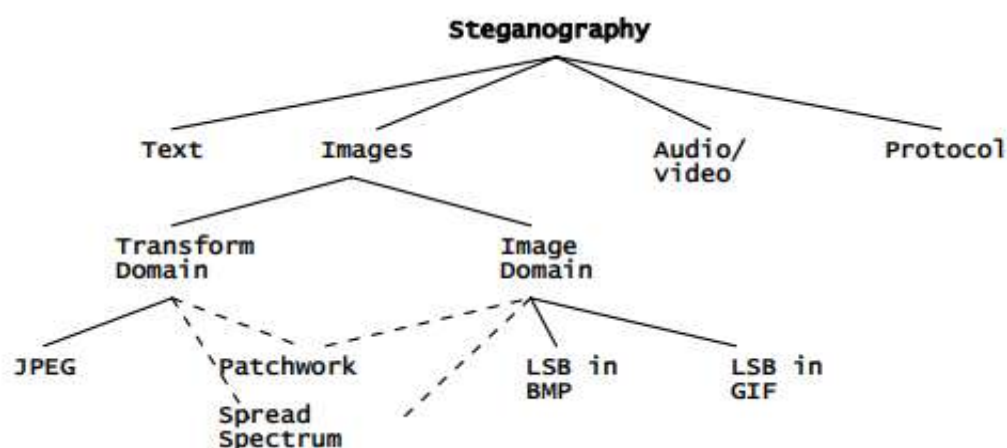 Steganography
Text Images Audio/ Protocol
video
Transform Image
Domain Domain
JPEG Patchwork LSB in LSB in
BMP GIF
Spread
Spectrum